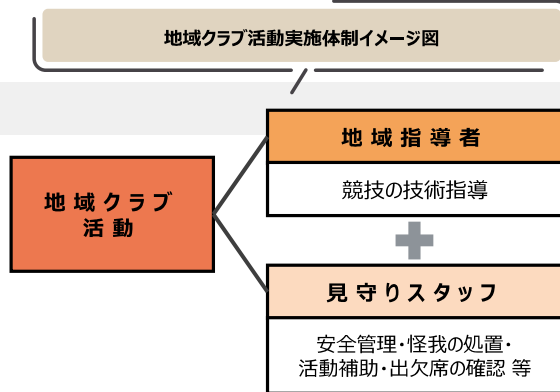 地域クラブ活動実施体制イメージ図
地域指導者
競技の技術指導
地域クラブ
活動
見守りスタッフ
安全管理・怪我の処置・
活動補助・出欠席の確認 等